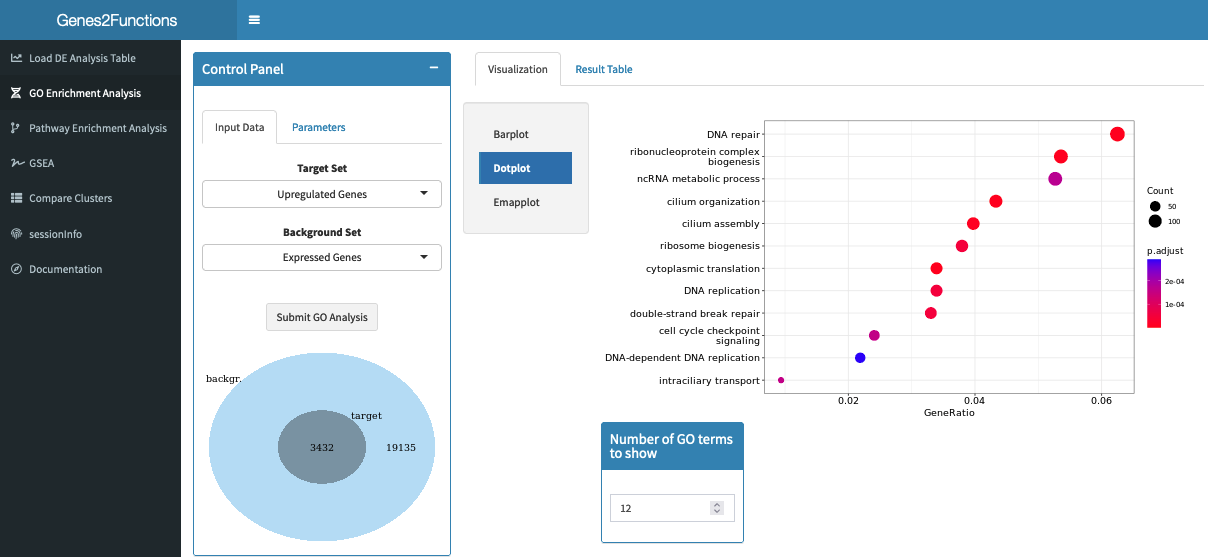 Genes2Functions
Load DE Analysis Table
GO Enrichment Analysis
Pathway Enrichment Analysis
GSEA
Compare Clusters
sessionInfo
Documentation
Control Panel
Input Data
Parameters
Target Set
Upregulated Genes
Background Set
Expressed Genes
Submit GO Analysis
backgr.
target
3432
19135
Visualization
Result Table
Barplot
Dotplot
Emapplot
DNA repair
ribonucleoprotein complex
biogenesis
ncRNA metabolic process
cilium organization
cilium assembly
ribosome biogenesis
cytoplasmic translation
DNA replication
double-strand break repair
cell cycle checkpoint
signaling
DNA-dependent DNA replication
intraciliary transport
0.02
0.04
0.06
GeneRatio
Count
50
100
p.adjust
2e-04
1e-04
Number of GO terms
to show
12